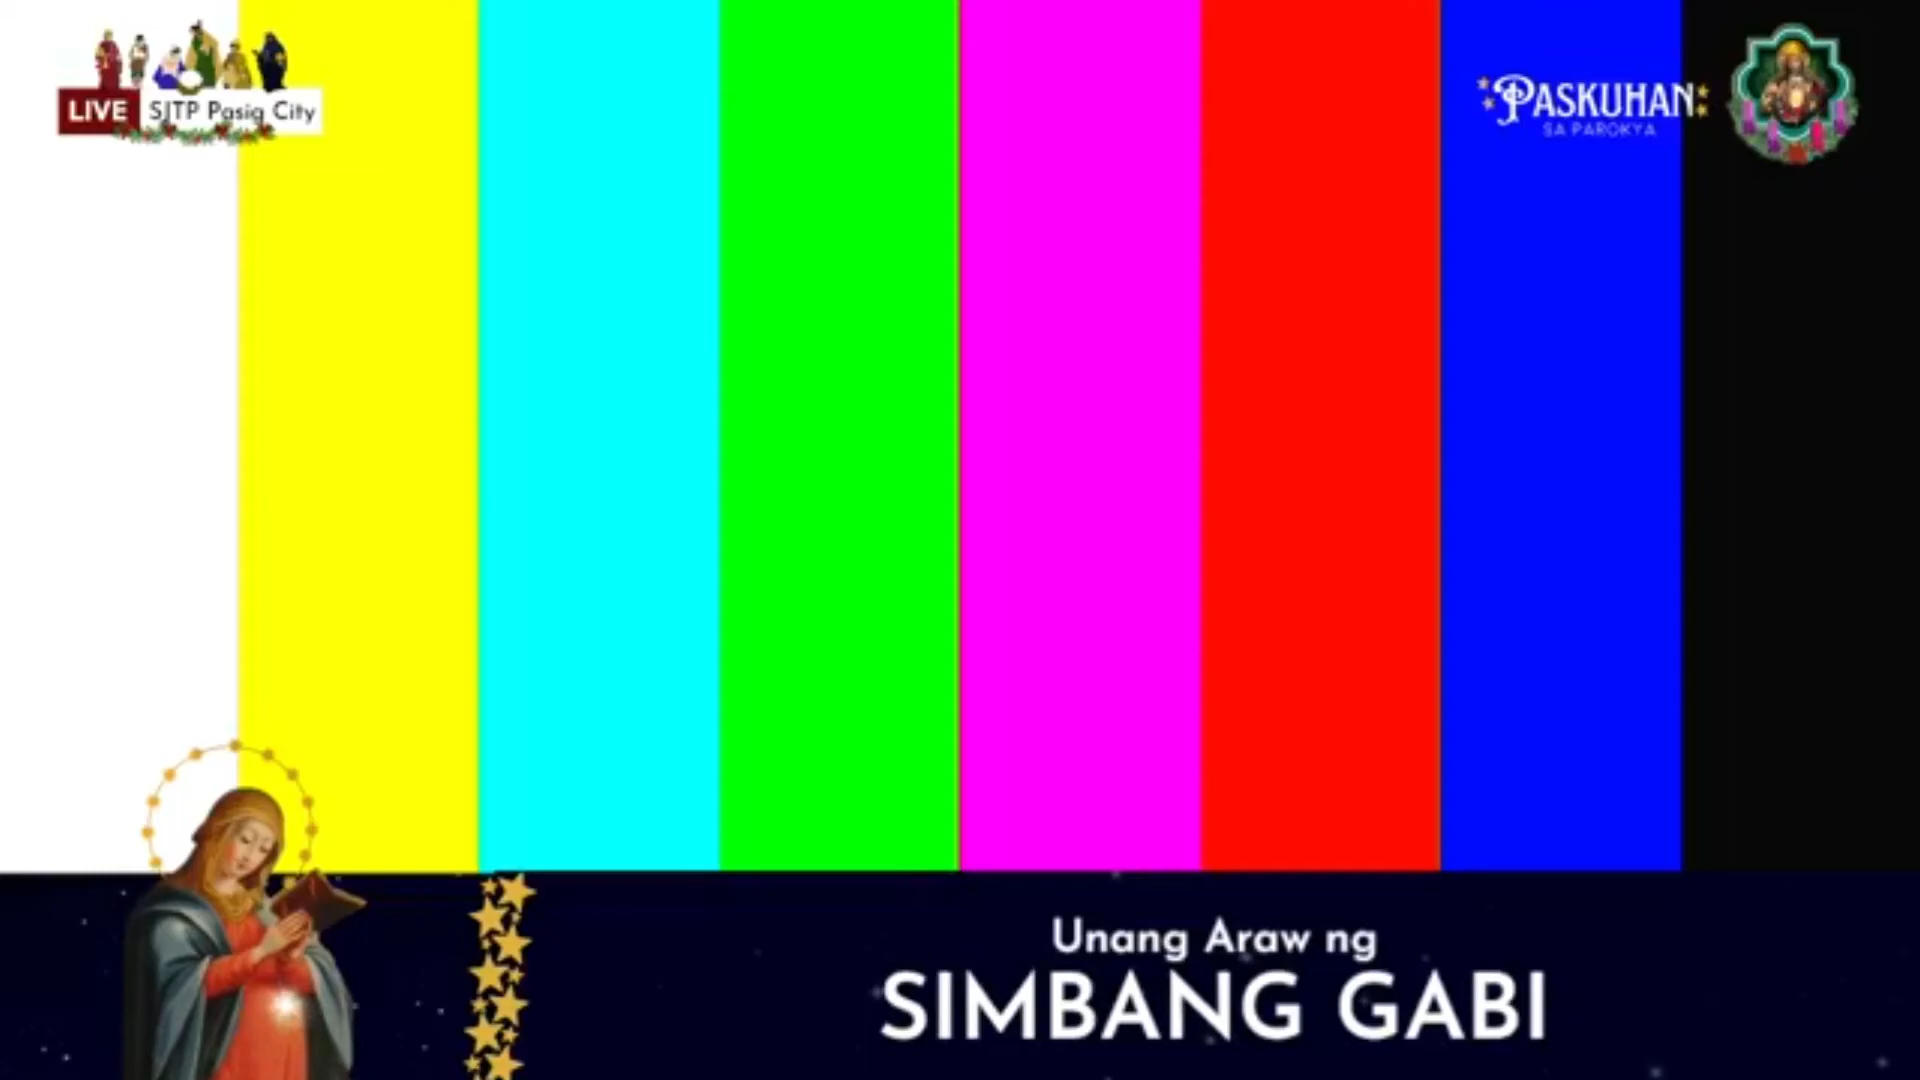 LIVE SJTP Pasig City
PASKUHAN
SA PAROKYA
Unang Araw ng
SIMBANG GABI